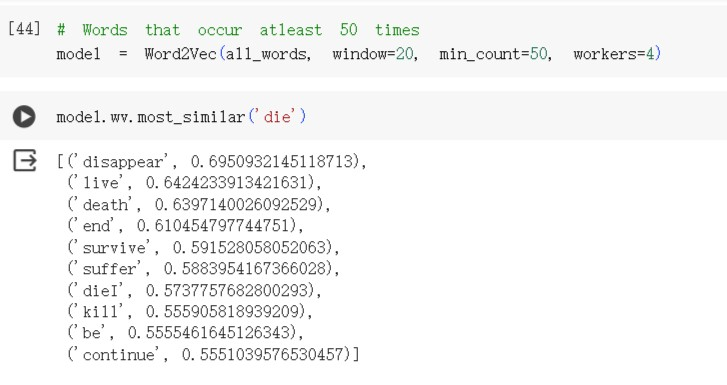 [44] # Words that occur atleast 50 times
model = Word2Vec(all_words, window=20, min_count=50, workers=4)
model.wv.most_similar('die')
[('disappear', 0.6950932145118713),
('live', 0.6424233913421631),
('death', 0.6397140026092529),
('end', 0.610454797744751),
('survive', 0.591528058052063),
('suffer', 0.5883954167366028),
('dieI', 0.5737757682800293),
('kill', 0.555905818939209),
('be', 0.5555461645126343),
('continue', 0.5551039576530457)]